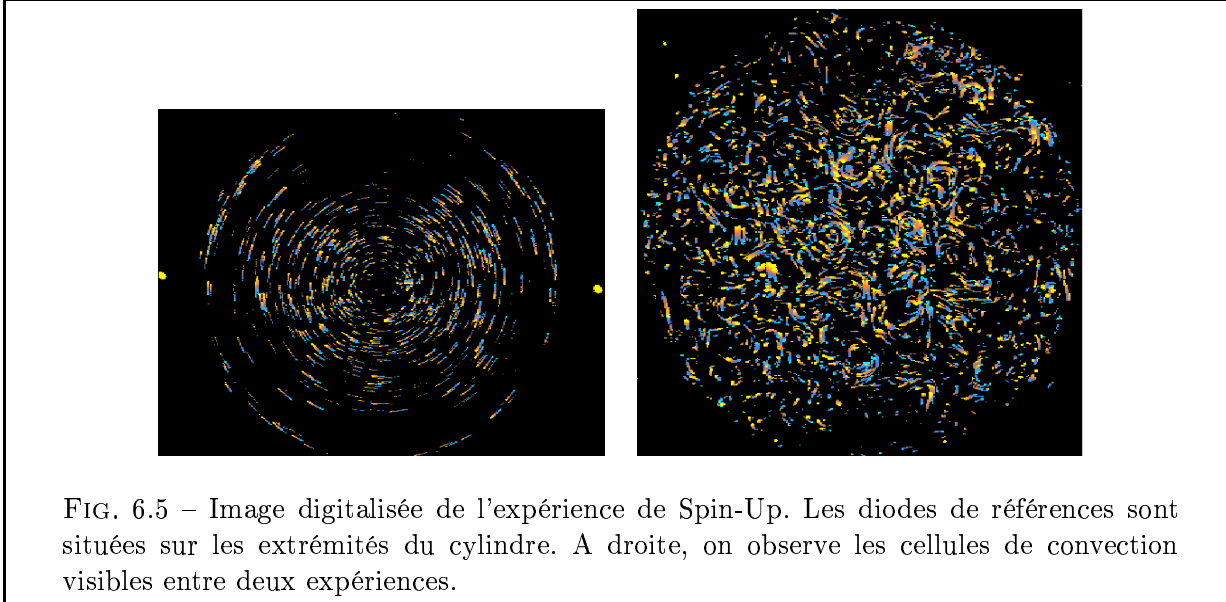 FIG. 6.5 – Image digitalisée de l'expérience de Spin-Up. Les diodes de références sont
situées sur les extrémités du cylindre. A droite, on observe les cellules de convection
visibles entre deux expériences.